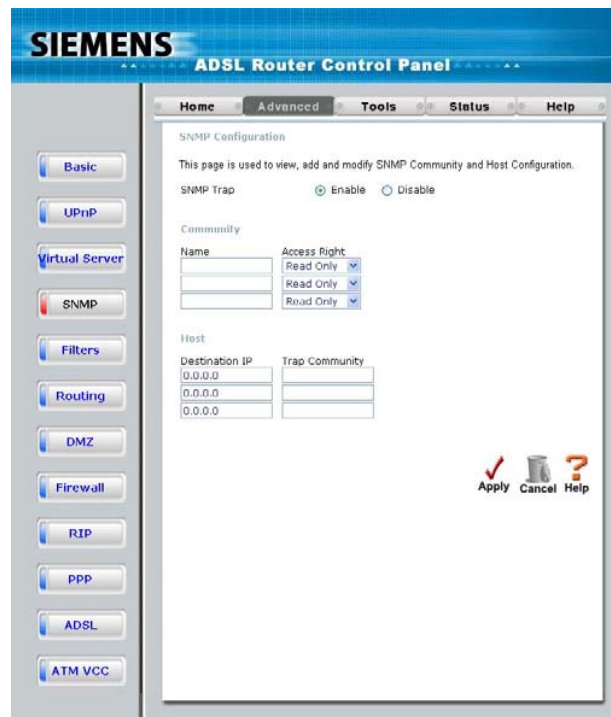 SIEMENS
ADSL Router Control Panel
Home Advanced Tools Status Help
SNMP Configuration
This page is used to view, add and modify SNMP Community and Host Configuration.
SNMP Trap Enable Disable
Community
Name Access Right
Read Only
Read Only
Read Only
Host
Destination IP Trap Community
0.0.0.0
0.0.0.0
0.0.0.0
Apply Cancel Help
Basic
UPnP
Virtual Server
SNMP
Filters
Routing
DMZ
Firewall
RIP
PPP
ADSL
ATM VCC